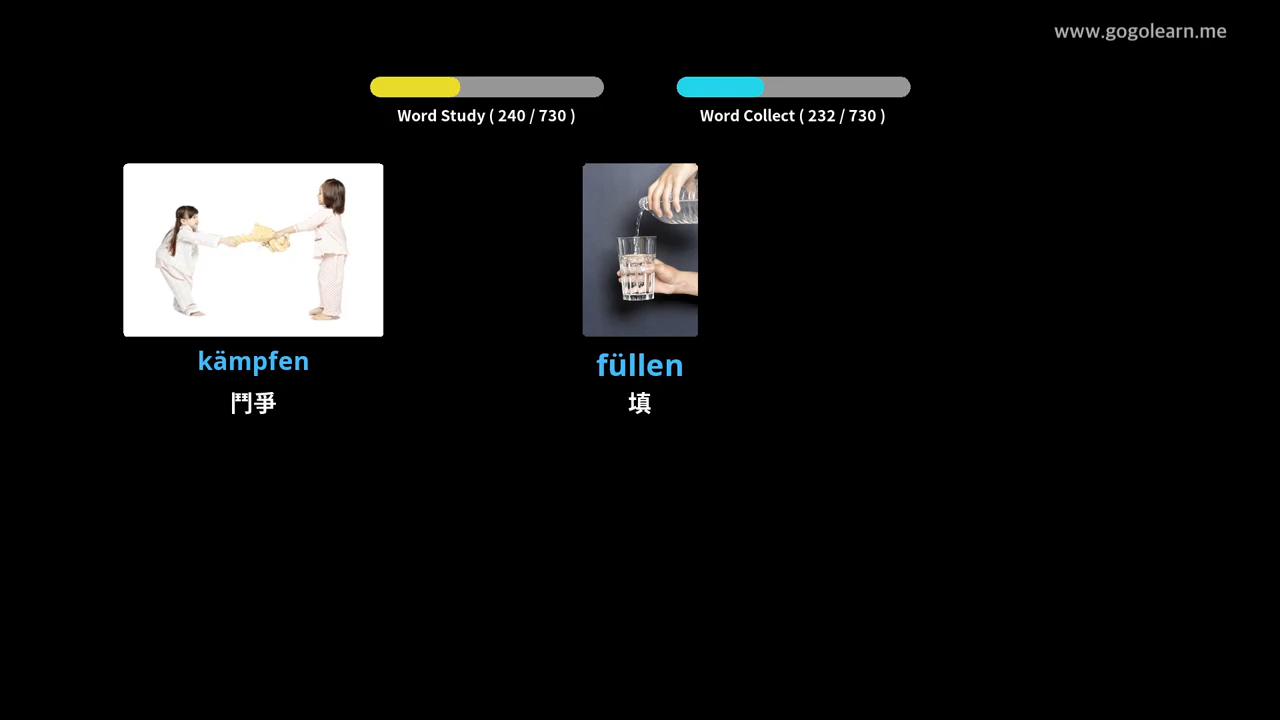 www.gogolearn.me
Word Study ( 240 / 730 )
Word Collect ( 232 / 730 )
kämpfen
鬥爭
füllen
填